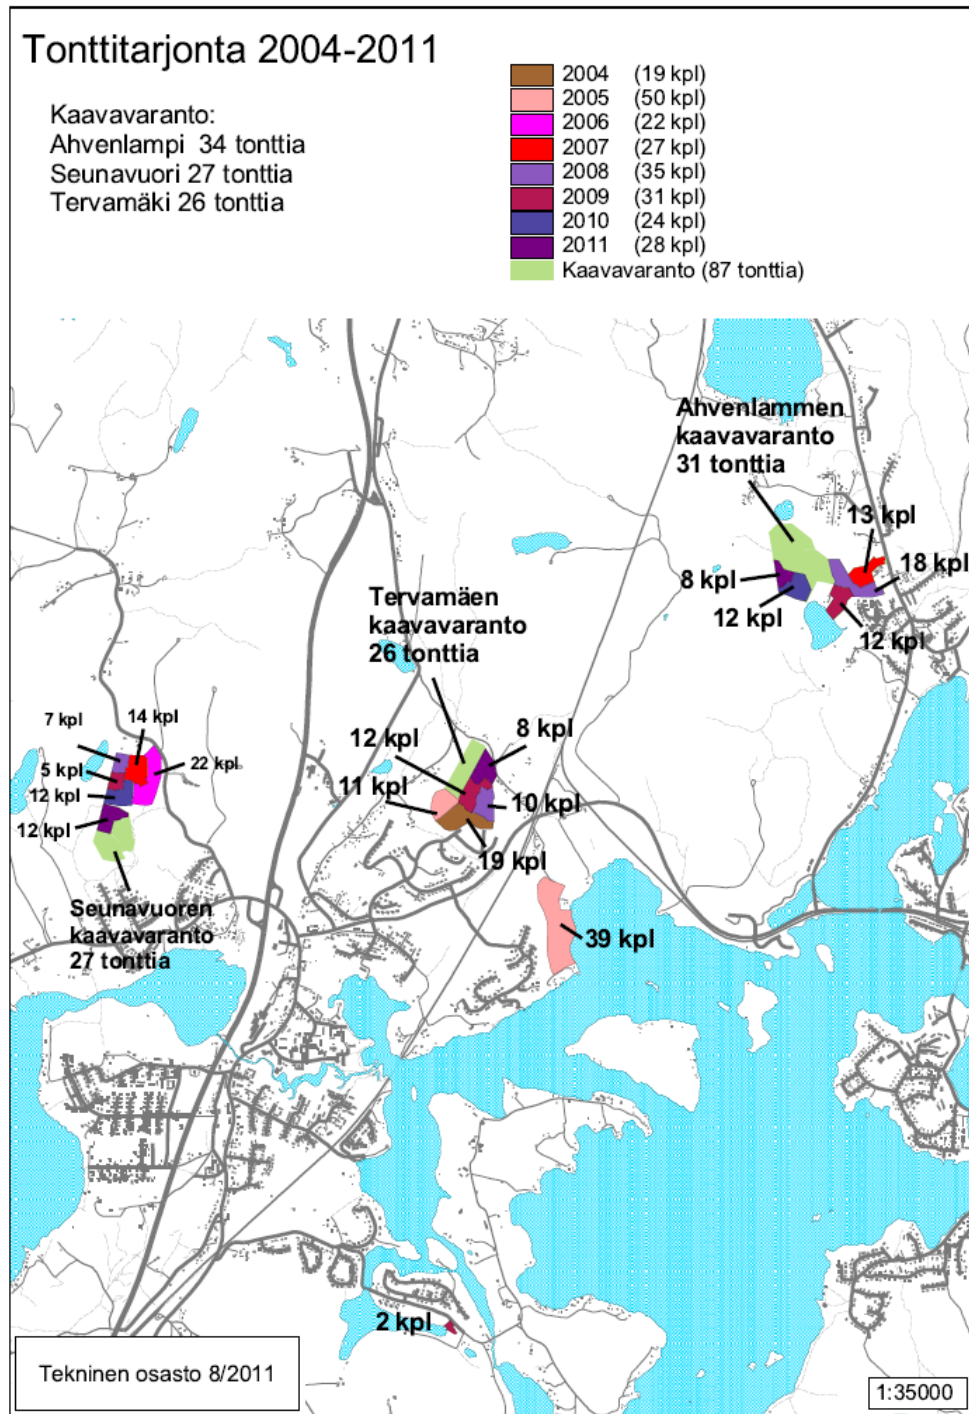 Tonttitarjonta 2004-2011
Kaavavaranto:
Ahvenlampi 34 tonttia
Seunavuori 27 tonttia
Tervamäki 26 tonttia
2004 (19 kpl)
2005 (50 kpl)
2006 (22 kpl)
2007 (27 kpl)
2008 (35 kpl)
2009 (31 kpl)
2010 (24 kpl)
2011 (28 kpl)
Kaavavaranto (87 tonttia)
Ahvenlammen
kaavavaranto
31 tonttia
13 kpl
18 kpl
8 kpl
12 kpl
12 kpl
Tervamäen
kaavavaranto
26 tonttia
12 kpl
8 kpl
11 kpl
10 kpl
19 kpl
7 kpl
14 kpl
5 kpl
22 kpl
12 kpl
12 kpl
Seunavuoren
kaavavaranto
27 tonttia
39 kpl
2 kpl
Tekninen osasto 8/2011
1:35000